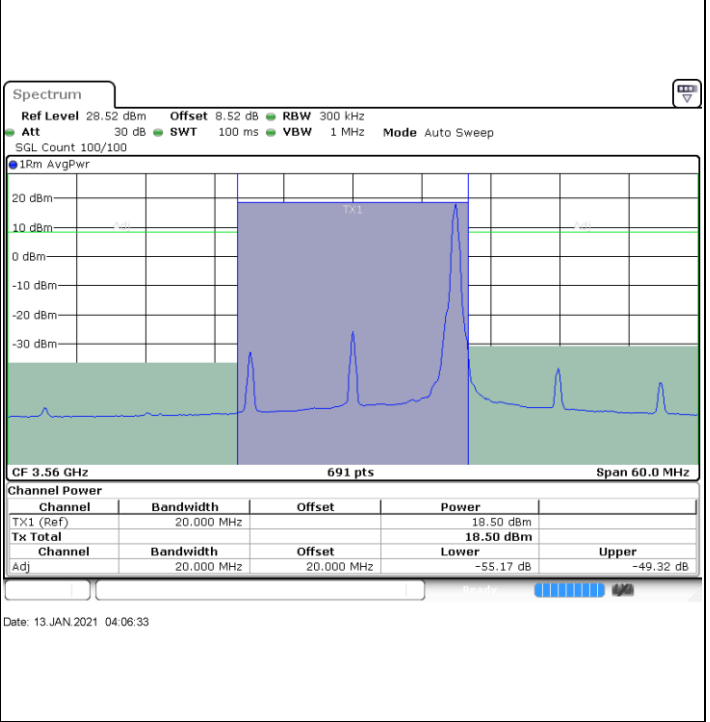 Spectrum
Ref Level 28.52 dBm Offset 8.52 dB RBW 300 kHz
Att 30 dB SWT 100 ms VBW 1 MHz Mode Auto Sweep
SGL Count 100/100
1Rm AvgPwr
20 dBm
TX1
Adj
Adj
10 dBm
0 dBm
-10 dBm
-20 dBm
-30 dBm
CF 3.56 GHz 691 pts Span 60.0 MHz
Channel Power
Channel Bandwidth Offset Power
TX1 (Ref) 20.000 MHz 18.50 dBm
Tx Total 18.50 dBm
Channel Bandwidth Offset Lower Upper
Adj 20.000 MHz 20.000 MHz -55.17 dB -49.32 dB
Ready
Date: 13.JAN.2021 04:06:33